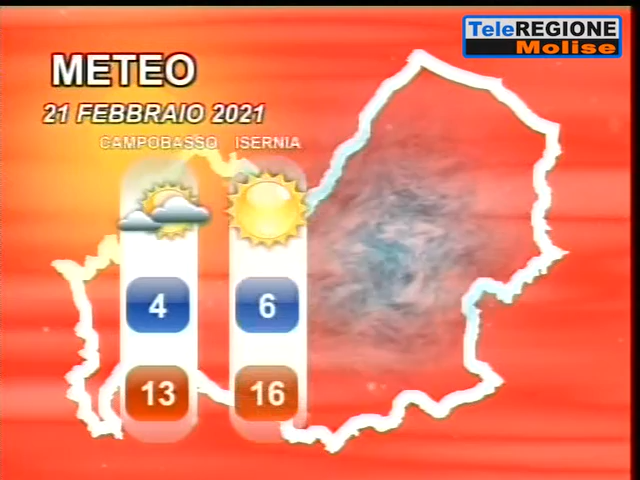 TeleREGIONE
Molise
METEO
21 FEBBRAIO 2021
CAMPOBASSO ISERNIA
4 6
13 16